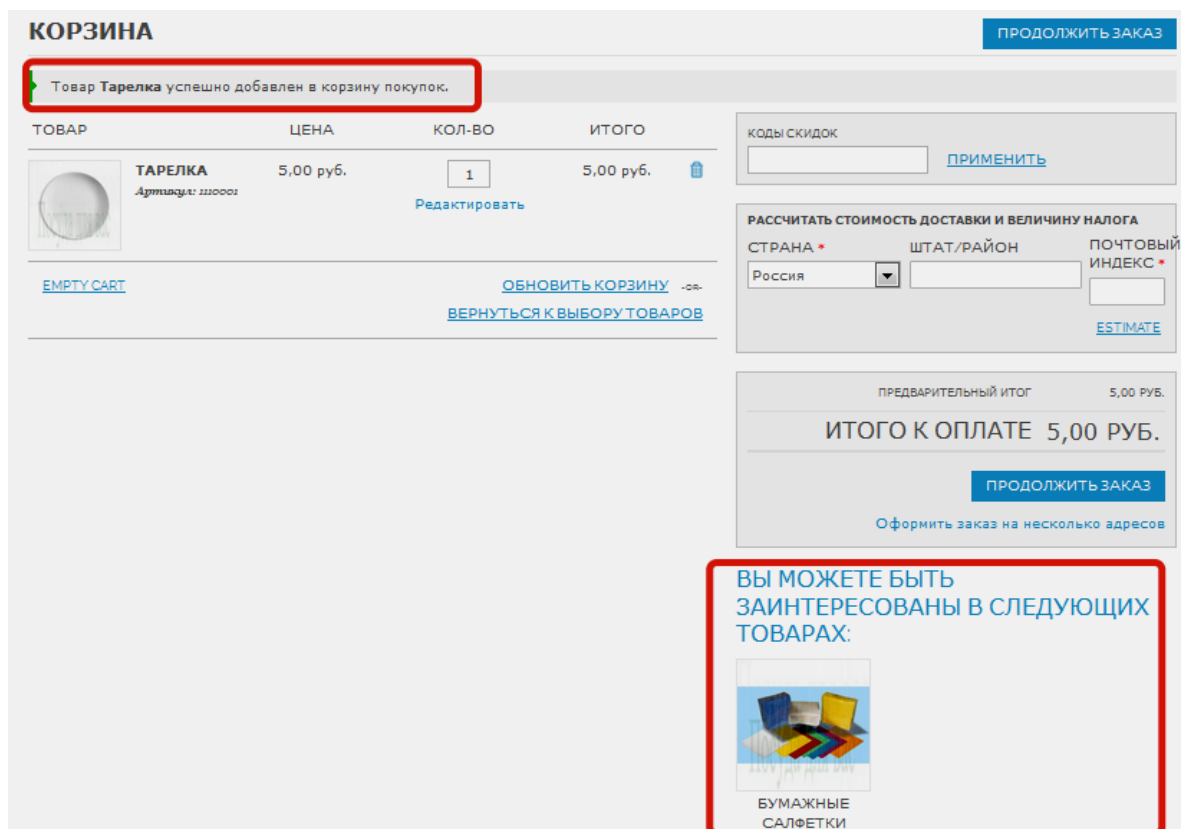 КОРЗИНА
ПРОДОЛЖИТЬ ЗАКАЗ
Товар Тарелка успешно добавлен в корзину покупок.
ТОВАР ЦЕНА КОЛ-ВО ИТОГО
ТАРЕЛКА 5,00 руб. 1 5,00 руб.
Артикул: 1110001
Редактировать
EMPTY CART
ОБНОВИТЬ КОРЗИНУ -OR-
ВЕРНУТЬСЯ К ВЫБОРУ ТОВАРОВ
КОДЫ СКИДОК
ПРИМЕНИТЬ
РАССЧИТАТЬ СТОИМОСТЬ ДОСТАВКИ И ВЕЛИЧИНУ НАЛОГА
СТРАНА * ШТАТ/РАЙОН ПОЧТОВЫЙ
ИНДЕКС *
Россия
ESTIMATE
ПРЕДВАРИТЕЛЬНЫЙ ИТОГ 5,00 РУБ.
ИТОГО К ОПЛАТЕ 5,00 РУБ.
ПРОДОЛЖИТЬ ЗАКАЗ
Оформить заказ на несколько адресов
ВЫ МОЖЕТЕ БЫТЬ
ЗАИНТЕРЕСОВАНЫ В СЛЕДУЮЩИХ
ТОВАРАХ:
БУМАЖНЫЕ
САЛФЕТКИ